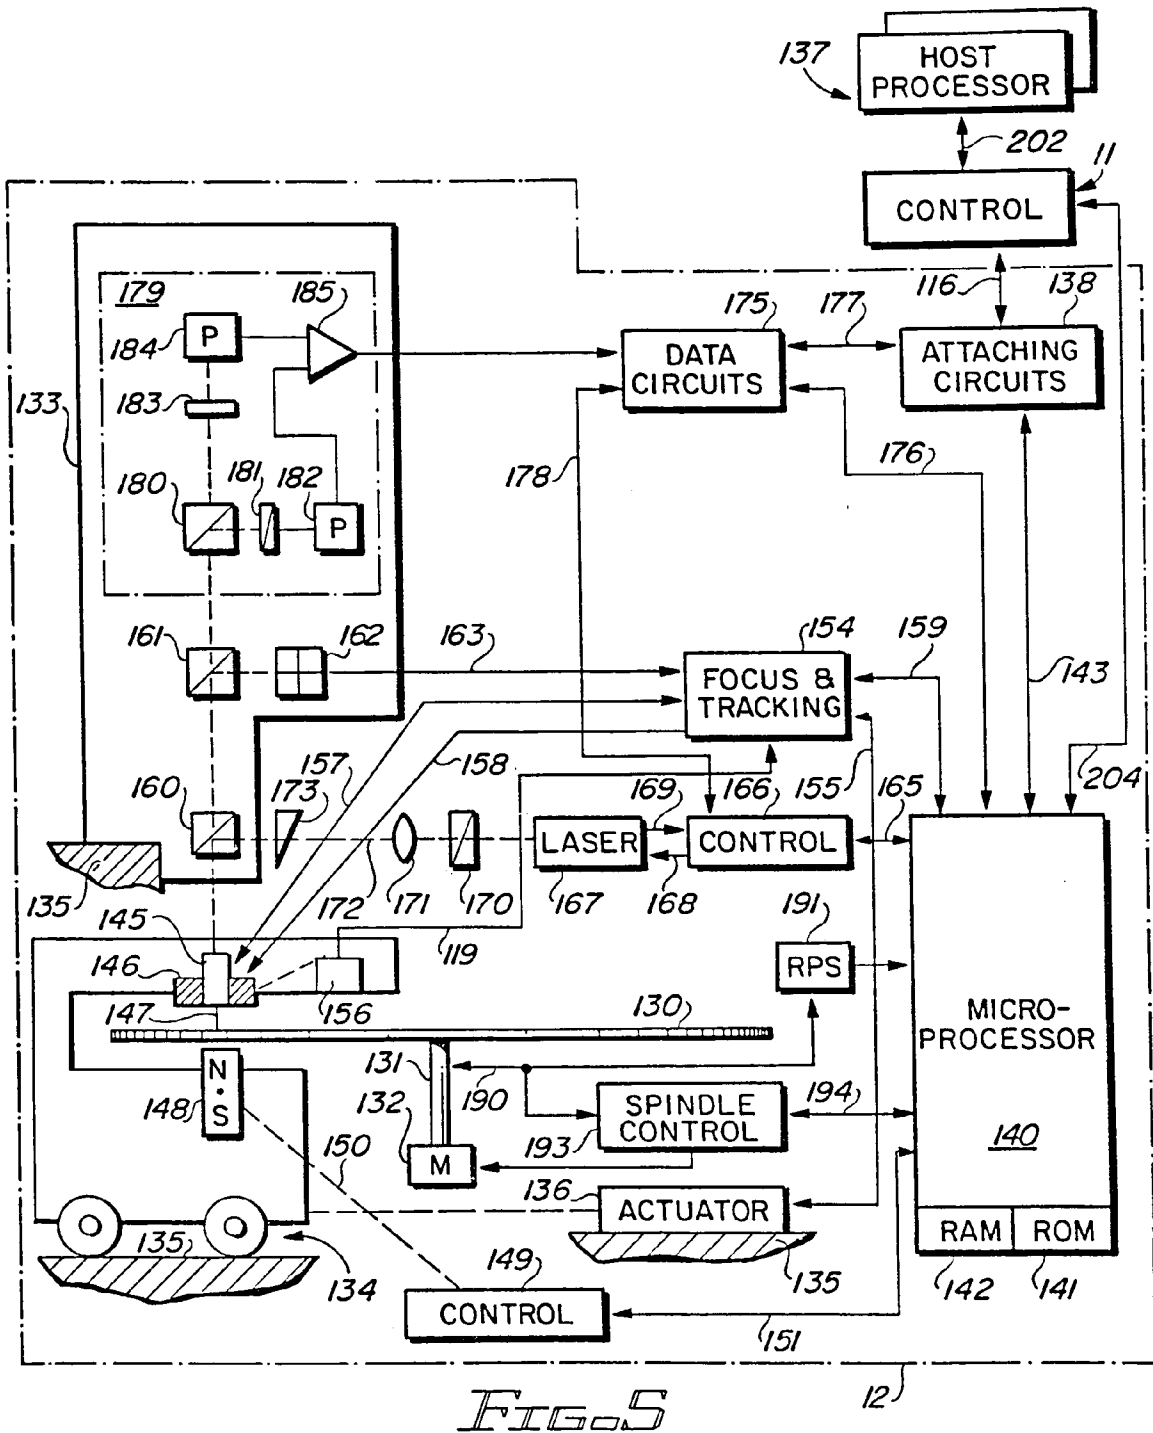 HOST
PROCESSOR
137
202
11
CONTROL
116
138
179
185
175
177
P
184
DATA
CIRCUITS
ATTACHING
CIRCUITS
133
183
178
176
180
181
182
P
161
162
163
154
159
FOCUS &
TRACKING
143
157
158
155
204
160
173
169
166
165
LASER
CONTROL
135
172
171
170
167
168
145
119
191
146
RPS
156
147
130
MICRO-
PROCESSOR
131
N
S
148
132
190
SPINDLE
CONTROL
194
193
140
150
M
136
ACTUATOR
RAM
ROM
135
134
149
135
142
141
CONTROL
151
12
FIG. 5